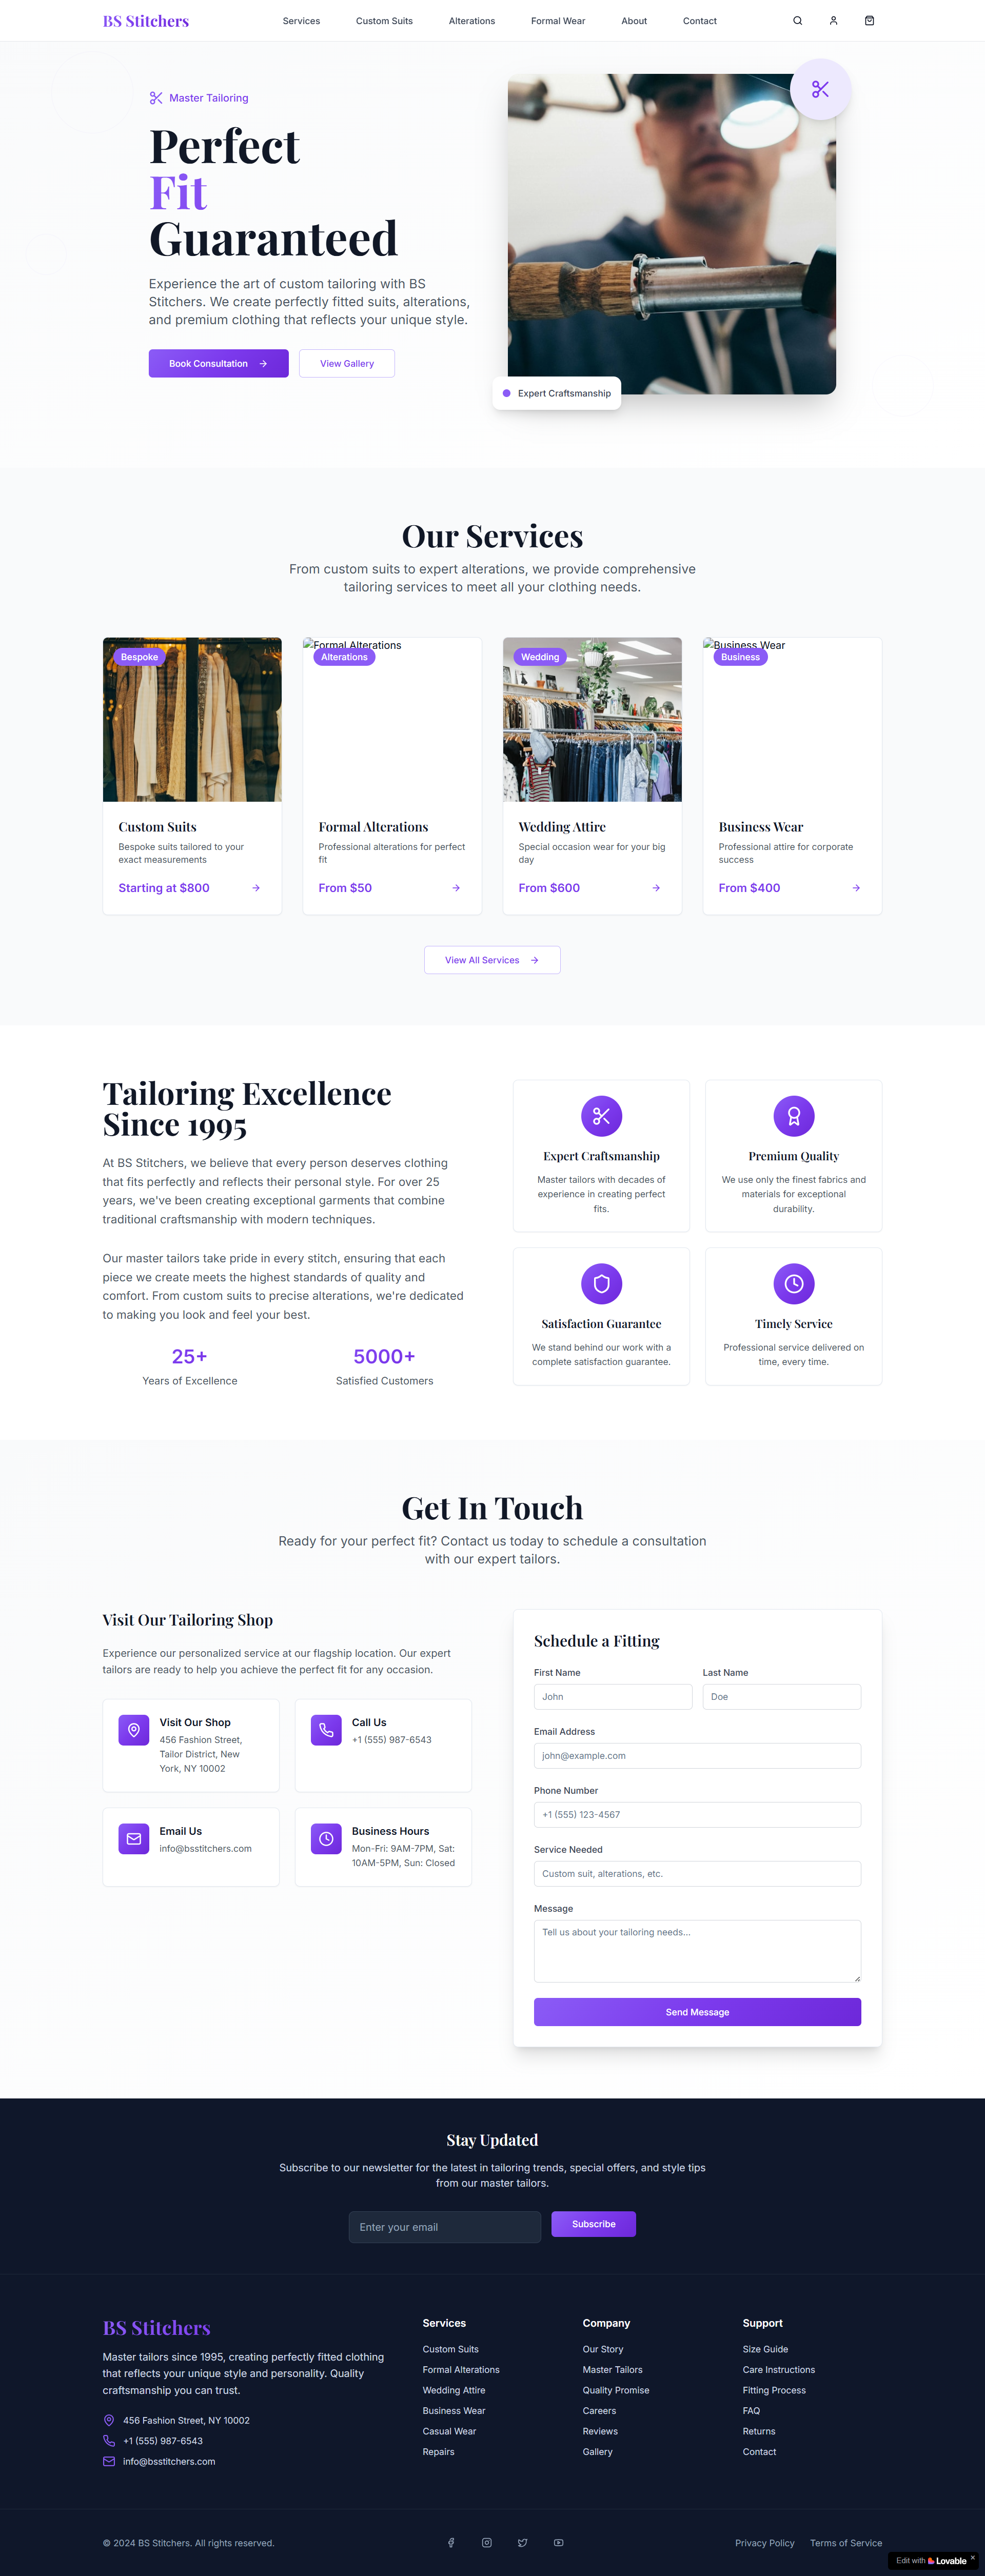 BS Stitchers
Services
Custom Suits
Alterations
Formal Wear
About
Contact
Master Tailoring
Perfect
Fit
Guaranteed
Experience the art of custom tailoring with BS
Stitchers. We create perfectly fitted suits, alterations,
and premium clothing that reflects your unique style.
Book Consultation
View Gallery
Expert Craftsmanship
Our Services
From custom suits to expert alterations, we provide comprehensive
tailoring services to meet all your clothing needs.
Bespoke
Custom Suits
Bespoke suits tailored to your
exact measurements
Starting at $800
Formal Alterations
Alterations
Formal Alterations
Professional alterations for perfect
fit
From $50
Wedding
Wedding Attire
Special occasion wear for your big
day
From $600
Business Wear
Business
Business Wear
Professional attire for corporate
success
From $400
View All Services
Tailoring Excellence
Since 1995
At BS Stitchers, we believe that every person deserves clothing
that fits perfectly and reflects their personal style. For over 25
years, we've been creating exceptional garments that combine
traditional craftsmanship with modern techniques.
Our master tailors take pride in every stitch, ensuring that each
piece we create meets the highest standards of quality and
comfort. From custom suits to precise alterations, we're dedicated
to making you look and feel your best.
25+
Years of Excellence
5000+
Satisfied Customers
Expert Craftsmanship
Master tailors with decades of
experience in creating perfect
fits.
Premium Quality
We use only the finest fabrics and
materials for exceptional
durability.
Satisfaction Guarantee
We stand behind our work with a
complete satisfaction guarantee.
Timely Service
Professional service delivered on
time, every time.
Get In Touch
Ready for your perfect fit? Contact us today to schedule a consultation
with our expert tailors.
Visit Our Tailoring Shop
Experience our personalized service at our flagship location. Our expert
tailors are ready to help you achieve the perfect fit for any occasion.
Visit Our Shop
456 Fashion Street,
Tailor District, New
York, NY 10002
Call Us
+1 (555) 987-6543
Email Us
info@bsstitchers.com
Business Hours
Mon-Fri: 9AM-7PM, Sat:
10AM-5PM, Sun: Closed
Schedule a Fitting
First Name
John
Last Name
Doe
Email Address
john@example.com
Phone Number
+1 (555) 123-4567
Service Needed
Custom suit, alterations, etc.
Message
Tell us about your tailoring needs...
Send Message
Stay Updated
Subscribe to our newsletter for the latest in tailoring trends, special offers, and style tips
from our master tailors.
Enter your email
Subscribe
BS Stitchers
Master tailors since 1995, creating perfectly fitted clothing
that reflects your unique style and personality. Quality
craftsmanship you can trust.
456 Fashion Street, NY 10002
+1 (555) 987-6543
info@bsstitchers.com
Services
Custom Suits
Formal Alterations
Wedding Attire
Business Wear
Casual Wear
Repairs
Company
Our Story
Master Tailors
Quality Promise
Careers
Reviews
Gallery
Support
Size Guide
Care Instructions
Fitting Process
FAQ
Returns
Contact
© 2024 BS Stitchers. All rights reserved.
Privacy Policy
Terms of Service
Edit with Lovable